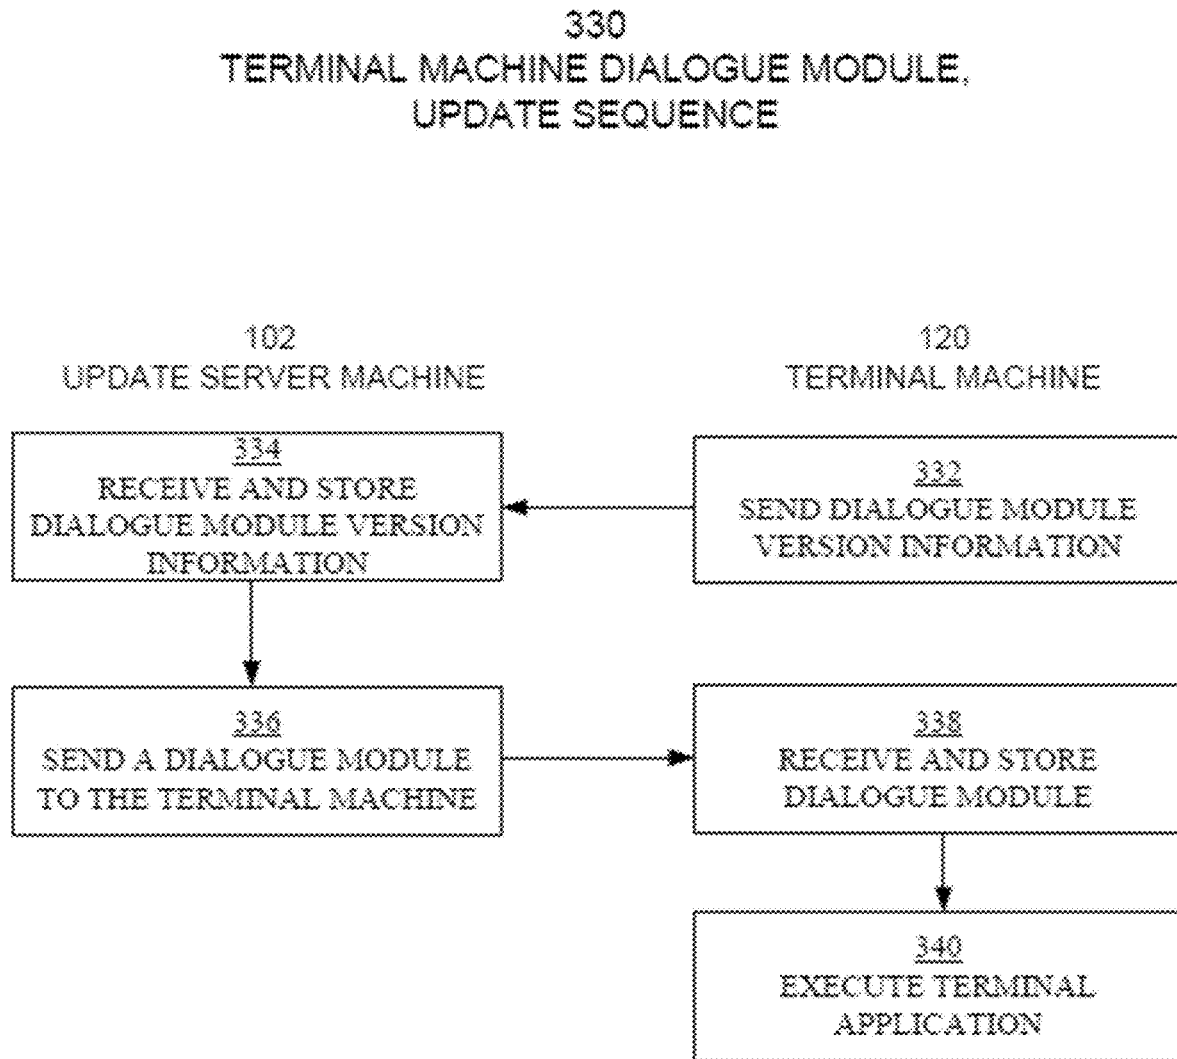 330
TERMINAL MACHINE DIALOGUE MODULE,
UPDATE SEQUENCE
102
UPDATE SERVER MACHINE
120
TERMINAL MACHINE
334
RECEIVE AND STORE
DIALOGUE MODULE VERSION
INFORMATION
332
SEND DIALOGUE MODULE
VERSION INFORMATION
336
SEND A DIALOGUE MODULE
TO THE TERMINAL MACHINE
338
RECEIVE AND STORE
DIALOGUE MODULE
340
EXECUTE TERMINAL
APPLICATION